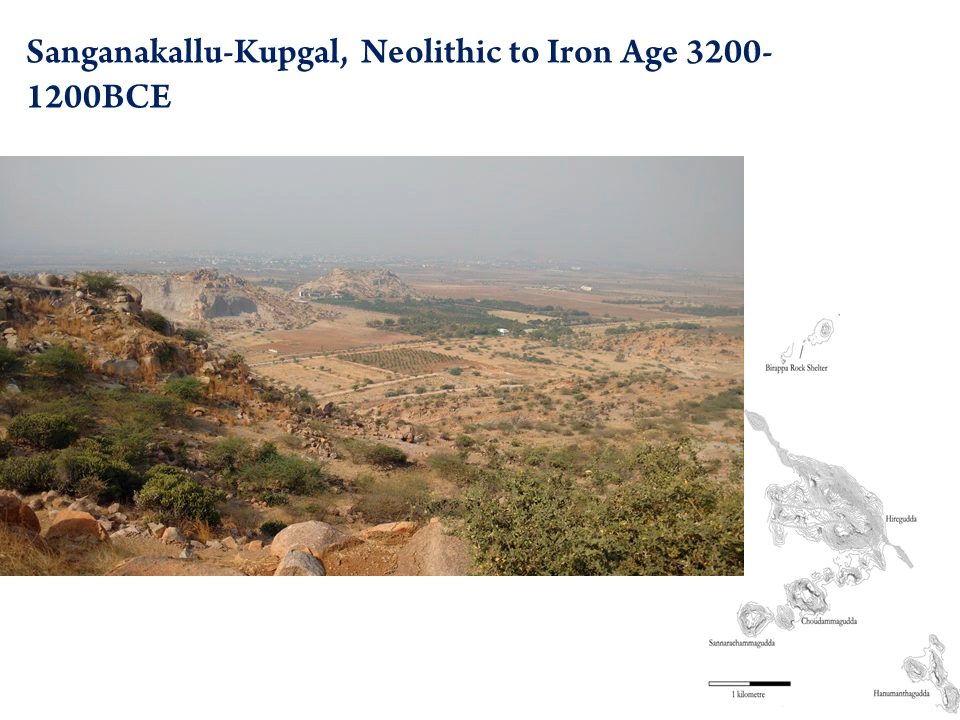 Sanganakallu-Kupgal, Neolithic to Iron Age 3200-
1200BCE
Birappa Rock Shelter
Hiregudda
Choudammagudda
Sannarachammagudda
Hanumanthagudda
1 kilometre